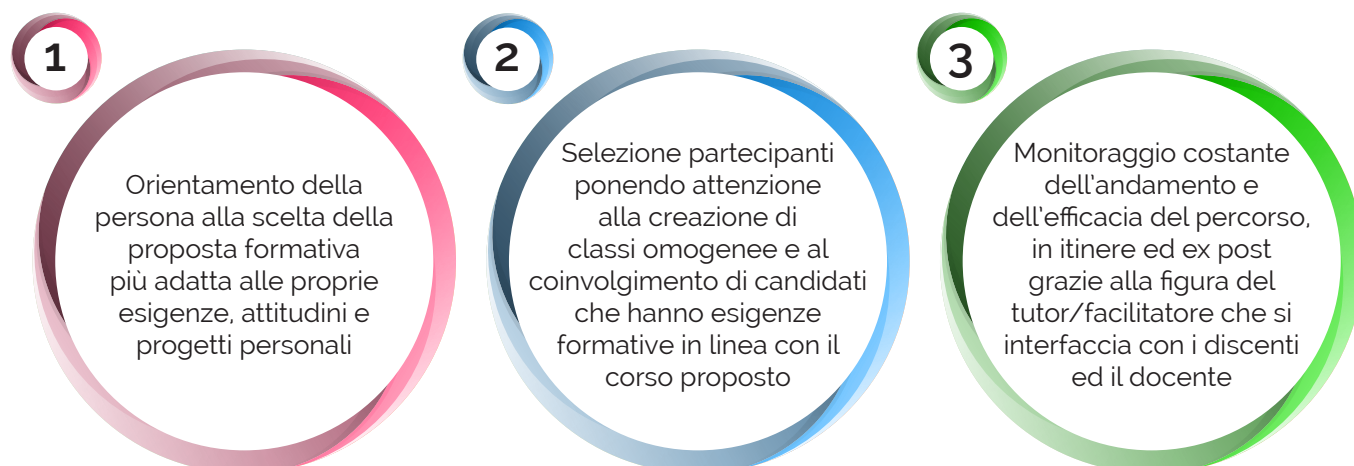 1
Orientamento della
persona alla scelta della
proposta formativa
più adatta alle proprie
esigenze, attitudini e
progetti personali
2
Selezione partecipanti
ponendo attenzione
alla creazione di
classi omogenee e al
coinvolgimento di candidati
che hanno esigenze
formative in linea con il
corso proposto
3
Monitoraggio costante
dell'andamento e
dell'efficacia del percorso,
in itinere ed ex post
grazie alla figura del
tutor/facilitatore che si
interfaccia con i discenti
ed il docente